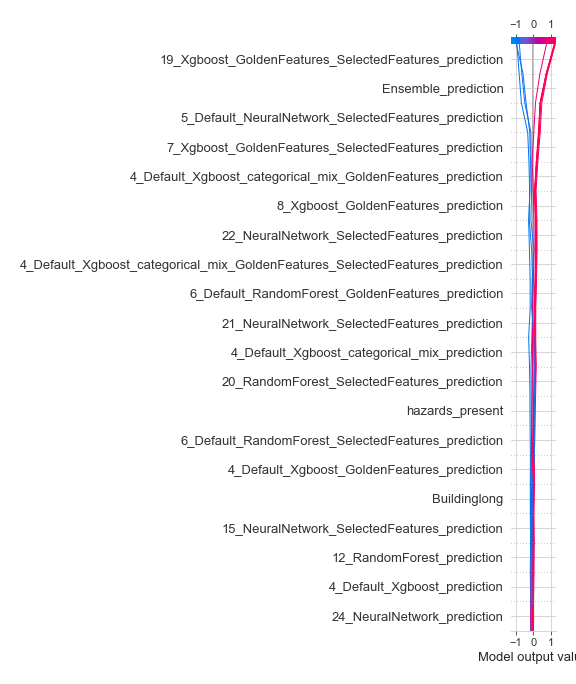 −1 0 1
19_Xgboost_GoldenFeatures_SelectedFeatures_prediction
Ensemble_prediction
5_Default_NeuralNetwork_SelectedFeatures_prediction
7_Xgboost_GoldenFeatures_SelectedFeatures_prediction
4_Default_Xgboost_categorical_mix_GoldenFeatures_prediction
8_Xgboost_GoldenFeatures_prediction
22_NeuralNetwork_SelectedFeatures_prediction
4_Default_Xgboost_categorical_mix_GoldenFeatures_SelectedFeatures_prediction
6_Default_RandomForest_GoldenFeatures_prediction
21_NeuralNetwork_SelectedFeatures_prediction
4_Default_Xgboost_categorical_mix_prediction
20_RandomForest_SelectedFeatures_prediction
hazards_present
6_Default_RandomForest_SelectedFeatures_prediction
4_Default_Xgboost_GoldenFeatures_prediction
Buildinglong
15_NeuralNetwork_SelectedFeatures_prediction
12_RandomForest_prediction
4_Default_Xgboost_prediction
24_NeuralNetwork_prediction
−1 0 1
Model output valu